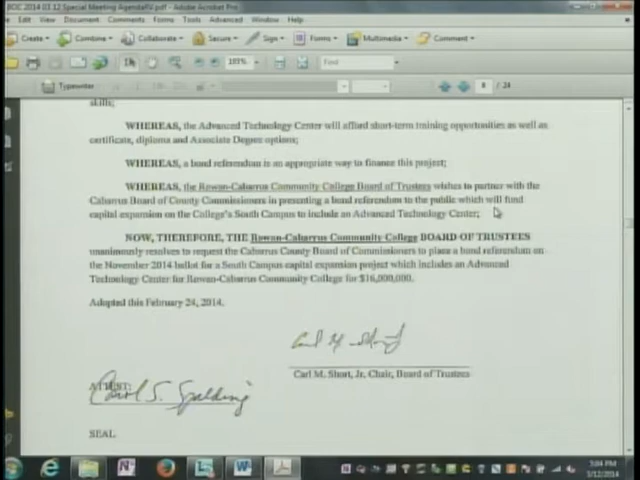 BOC 2014 03 12 Special Meeting AgendaRV.pdf - Adobe Acrobat Pro
Edit View Document Comments Forms Tools Advanced Window Help
Create Combine Collaborate Secure Sign Forms Multimedia Comment
Find
Typewriter 8 / 24
skills;
WHEREAS, the Advanced Technology Center will afford short-term training opportunities as well as
certificate, diploma and Associate Degree options;
WHEREAS, a bond referendum is an appropriate way to finance this project;
WHEREAS, the Rowan-Cabarrus Community College Board of Trustees wishes to partner with the
Cabarrus Board of County Commissioners in presenting a bond referendum to the public which will fund
capital expansion on the College's South Campus to include an Advanced Technology Center;
NOW, THEREFORE, THE Rowan-Cabarrus Community College BOARD OF TRUSTEES
unanimously resolves to request the Cabarrus County Board of Commissioners to place a bond referendum on
the November 2014 ballot for a South Campus capital expansion project which includes an Advanced
Technology Center for Rowan-Cabarrus Community College for $16,000,000.
Adopted this February 24, 2014.
Carl M. Short, Jr. Chair, Board of Trustees
ATTEST:
Carol S. Spalding
SEAL
3/12/2014